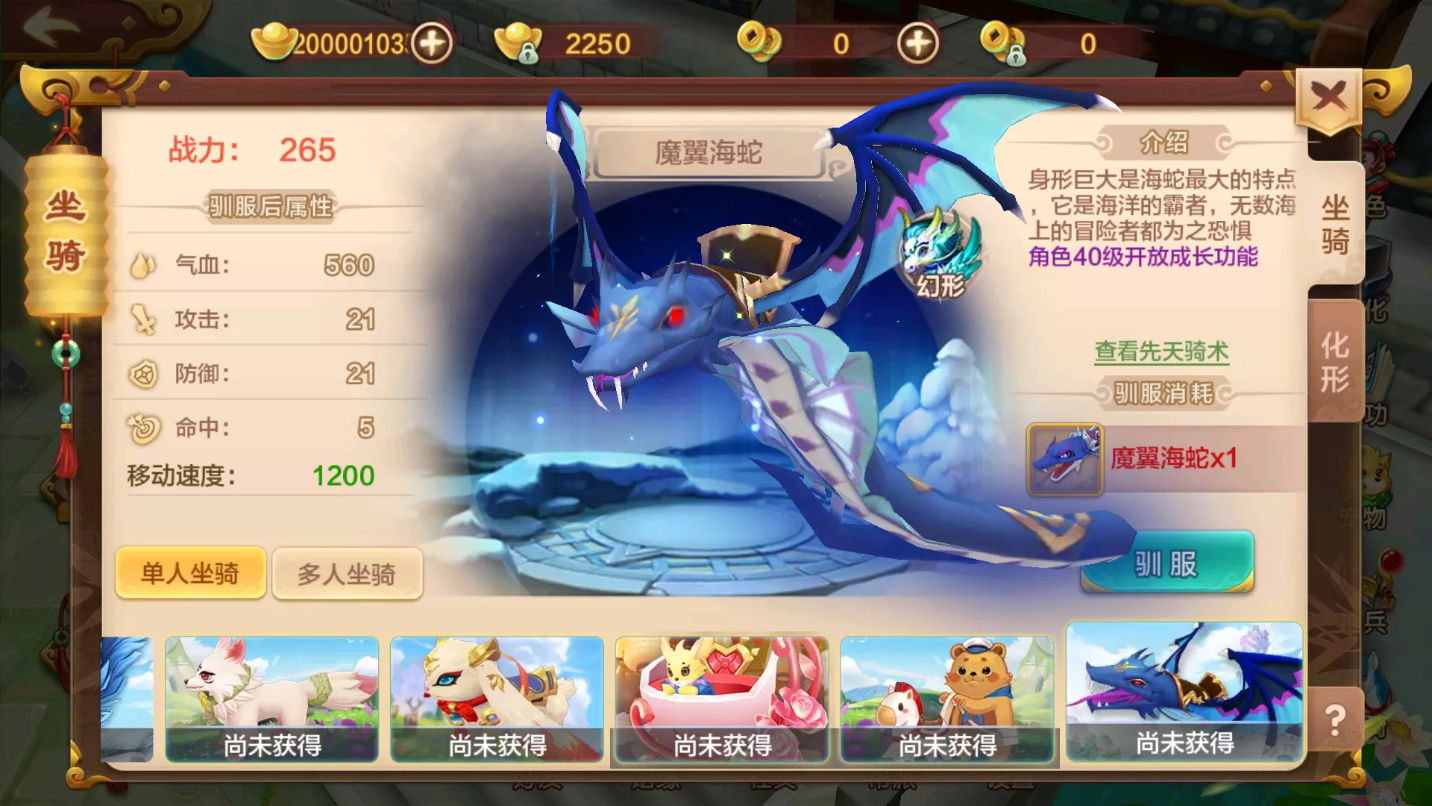 20000103
2250
0
0
坐骑
战力： 265
驯服后属性
气血： 560
攻击： 21
防御： 21
命中： 5
移动速度： 1200
单人坐骑
多人坐骑
魔翼海蛇
幻形
介绍
身形巨大是海蛇最大的特点
，它是海洋的霸者，无数海
上的冒险者都为之恐惧
角色40级开放成长功能
查看先天骑术
驯服消耗
魔翼海蛇x1
驯服
坐骑
化形
?
尚未获得
尚未获得
尚未获得
尚未获得
尚未获得
色
化
功
宠物
兵